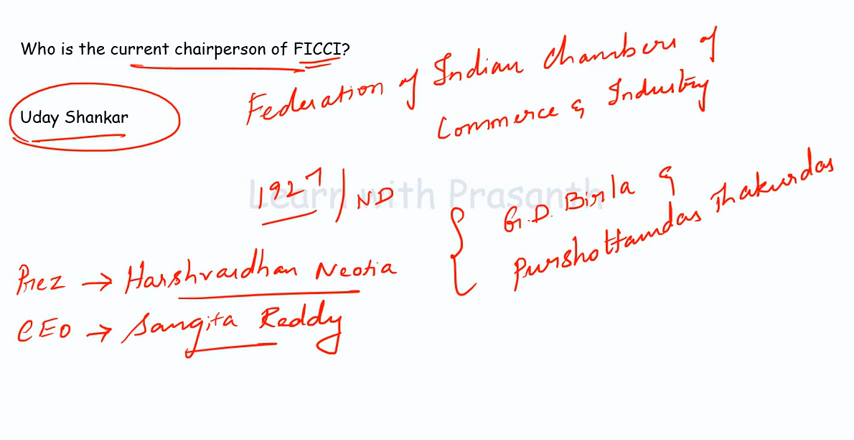 Who is the current chairperson of FICCI?
Federation of Indian Chambers of
Commerce & Industry
Uday Shankar
1927 / ND
Learn with Prasanth
G.D. Birla &
Purshottamdas Thakurdas
Prez → Harshvardhan Neotia
CEO → Sangita Reddy